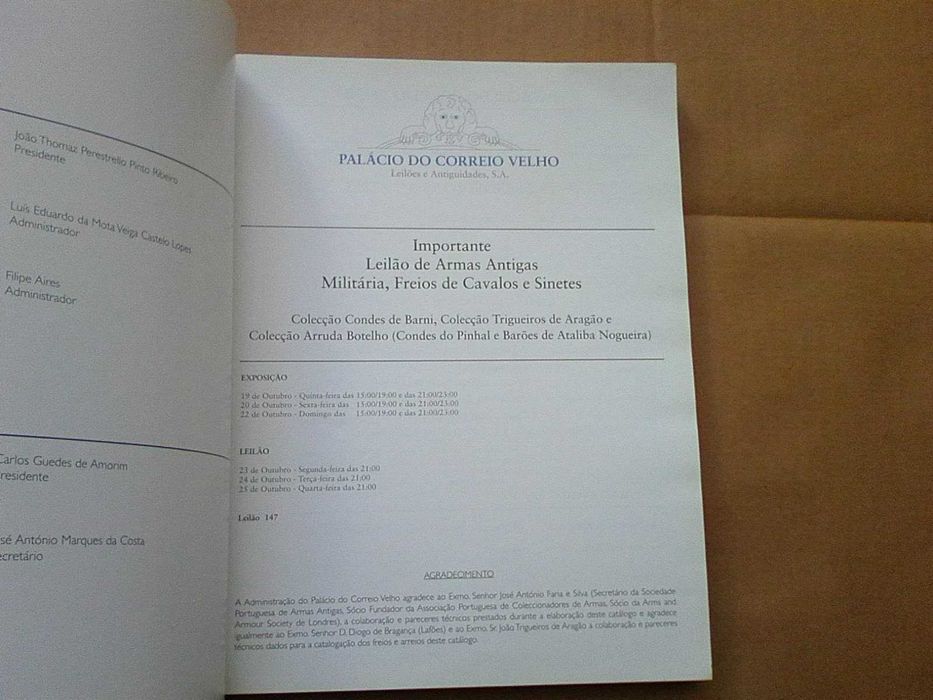 João Thomaz Perestrello Pinto Ribeiro
Presidente
Luís Eduardo da Mota Veiga Castelo Lopes
Administrador
Filipe Aires
Administrador
Carlos Guedes de Amorim
residente
sé António Marques da Costa
ecretário
PALÁCIO DO CORREIO VELHO
Leilões e Antiguidades, S.A.
Importante
Leilão de Armas Antigas
Militária, Freios de Cavalos e Sinetes
Colecção Condes de Barni, Colecção Trigueiros de Aragão e
Colecção Arruda Botelho (Condes do Pinhal e Barões de Ataliba Nogueira)
EXPOSIÇÃO
19 de Outubro - Quinta-feira das 15:00/19:00 e das 21:00/23:00
20 de Outubro - Sexta-feira das 15:00/19:00 e das 21:00/23:00
22 de Outubro - Domingo das 15:00/19:00 e das 21:00/23:00
LEILÃO
23 de Outubro - Segunda-feira das 21:00
24 de Outubro - Terça-feira das 21:00
25 de Outubro - Quarta-feira das 21:00
Leilão 147
AGRADECIMENTO
A Administração do Palácio do Correio Velho agradece ao Exmo. Senhor José António Faria e Silva (Secretário da Sociedade
Portuguesa de Armas Antigas, Sócio Fundador da Associação Portuguesa de Coleccionadores de Armas, Sócio da Arms and
Armour Society de Londres), a colaboração e pareceres técnicos prestados durante a elaboração deste catálogo e agradece
igualmente ao Exmo. Senhor D. Diogo de Bragança (Lafões) e ao Exmo. Sr. João Trigueiros de Aragão a colaboração e pareceres
técnicos dados para a catalogação dos freios e arreios deste catálogo.